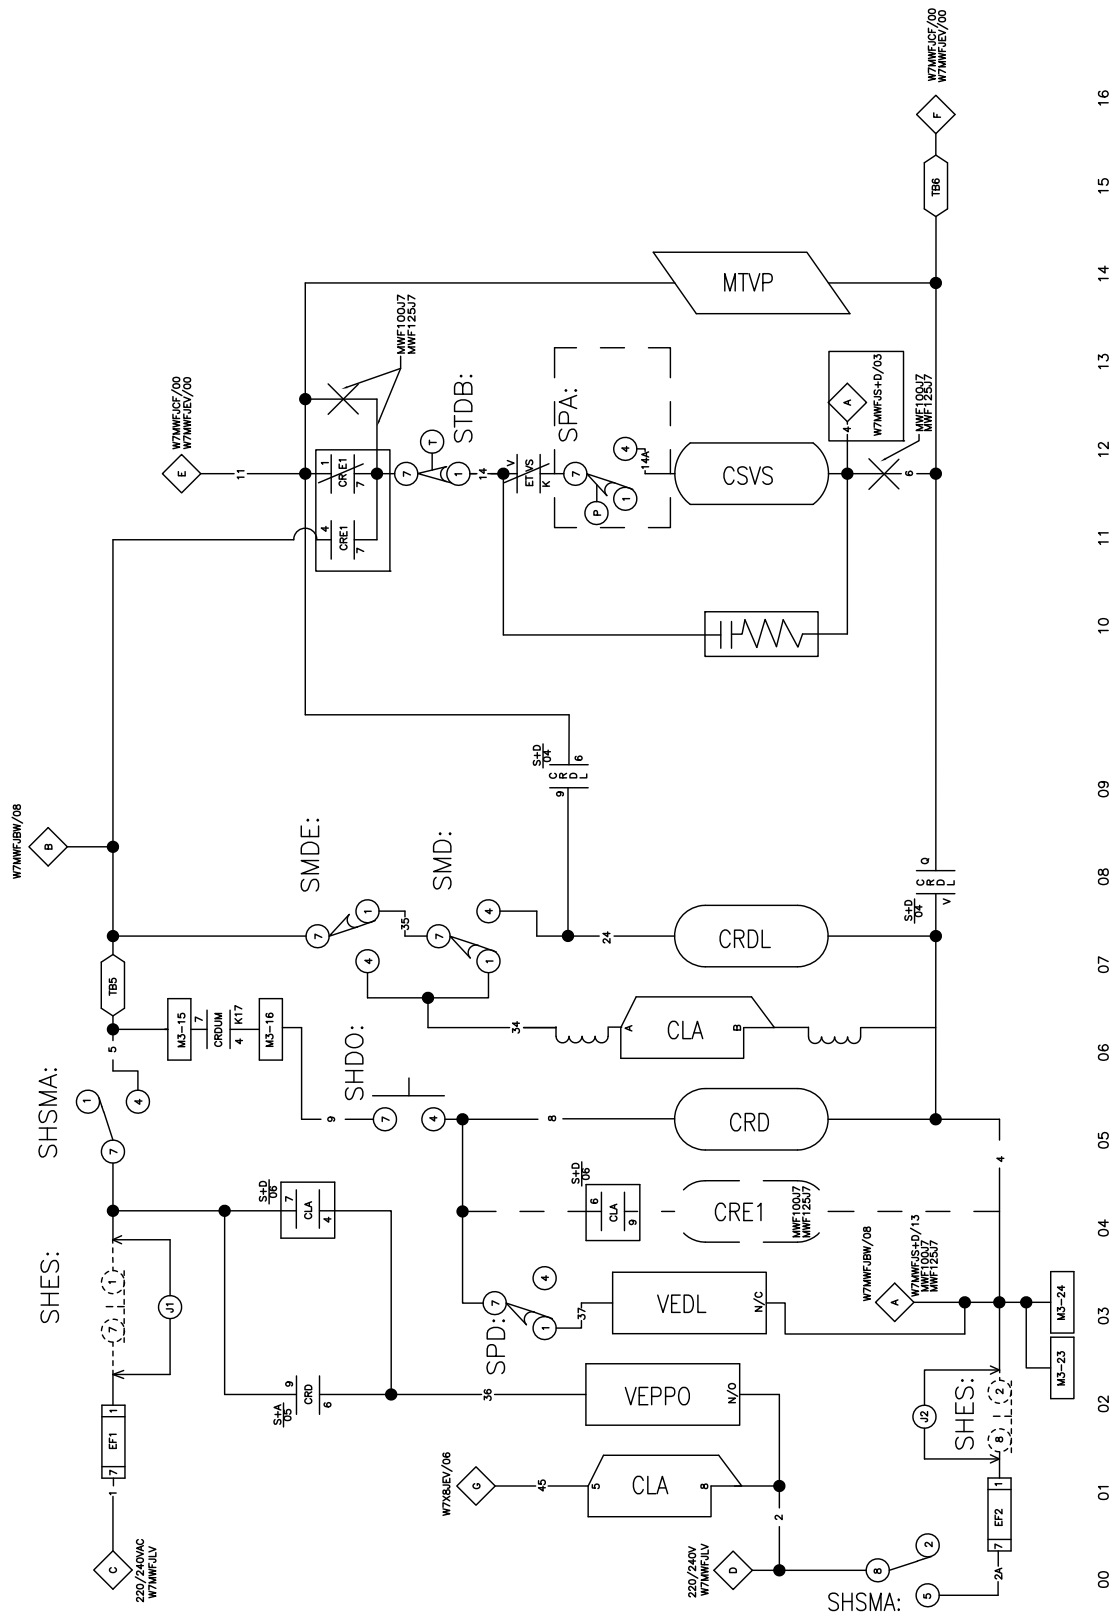 W7MWFJBW/08
B
E
W7MWFJCF/00
W7MWFJEV/00
W7MWFJCF/00
W7MWFJEV/00
F
TB6
16
15
14
13
12
11
10
09
08
07
06
05
04
03
02
01
00
11
4
CRE1
7
1
CRE1
7
MWF100J7
MWF125J7
7
T
1
STDB:
14
V
ETVS
K
SPA:
7
P
1
4
14A
CSVS
MTVP
A
4
W7MWFJS+D/03
MWF100J7
MWF125J7
6
S+D
04
CRDL
9
6
SMDE:
7
1
4
35
SMD:
7
4
1
24
CRDL
S+D
04
CRDL
V
Q
34
A
CLA
B
TB5
5
M3-15
7
CRDUM
4
K17
M3-16
9
SHDO:
7
4
8
CRD
4
SHSMA:
1
4
7
S+D
06
7
CLA
4
S+D
06
6
CLA
9
CRE1
MWF100J7
MWF125J7
SHES:
7
1
J1
SPD:
7
1
4
37
VEDL
N/C
W7MWFJBW/08
A
W7MWFJS+D/13
MWF100J7
MWF125J7
M3-24
M3-23
S+A
05
9
CRD
6
36
VEPPO
N/O
7
EF1
1
1
C
220/240VAC
W7MWFJLV
W7X8JEV/06
G
45
5
CLA
8
2
220/240V
W7MWFJLV
D
8
2
5
SHSMA:
2A
7
EF2
1
SHES:
8
2
J2